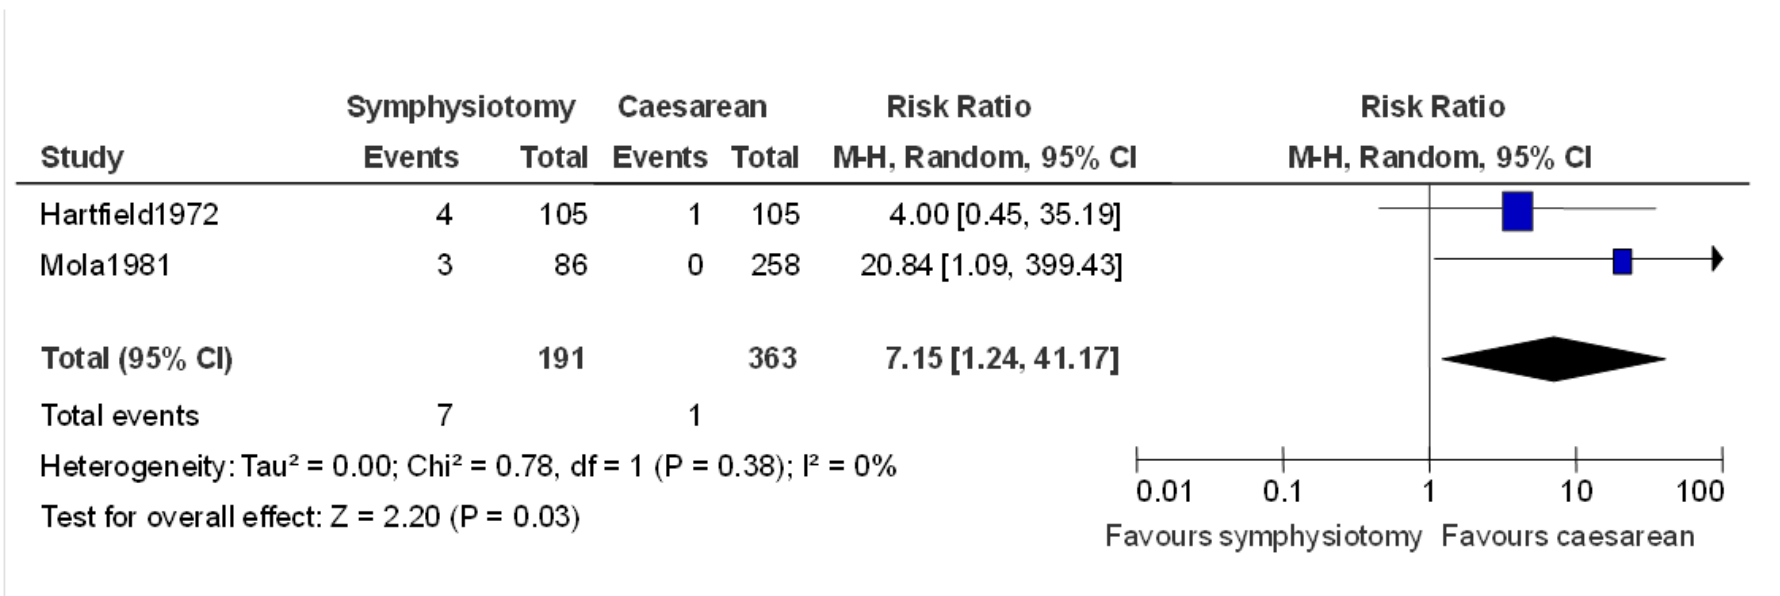 Symphysiotomy Caesarean Risk Ratio Risk Ratio
Study Events Total Events Total M-H, Random, 95% CI M-H, Random, 95% CI
Hartfield1972 4 105 1 105 4.00 [0.45, 35.19]
Mola1981 3 86 0 258 20.84 [1.09, 399.43]
Total (95% CI) 191 363 7.15 [1.24, 41.17]
Total events 7 1
Heterogeneity: Tau² = 0.00; Chi² = 0.78, df = 1 (P = 0.38); I² = 0%
Test for overall effect: Z = 2.20 (P = 0.03)
0.01 0.1 1 10 100
Favours symphysiotomy Favours caesarean